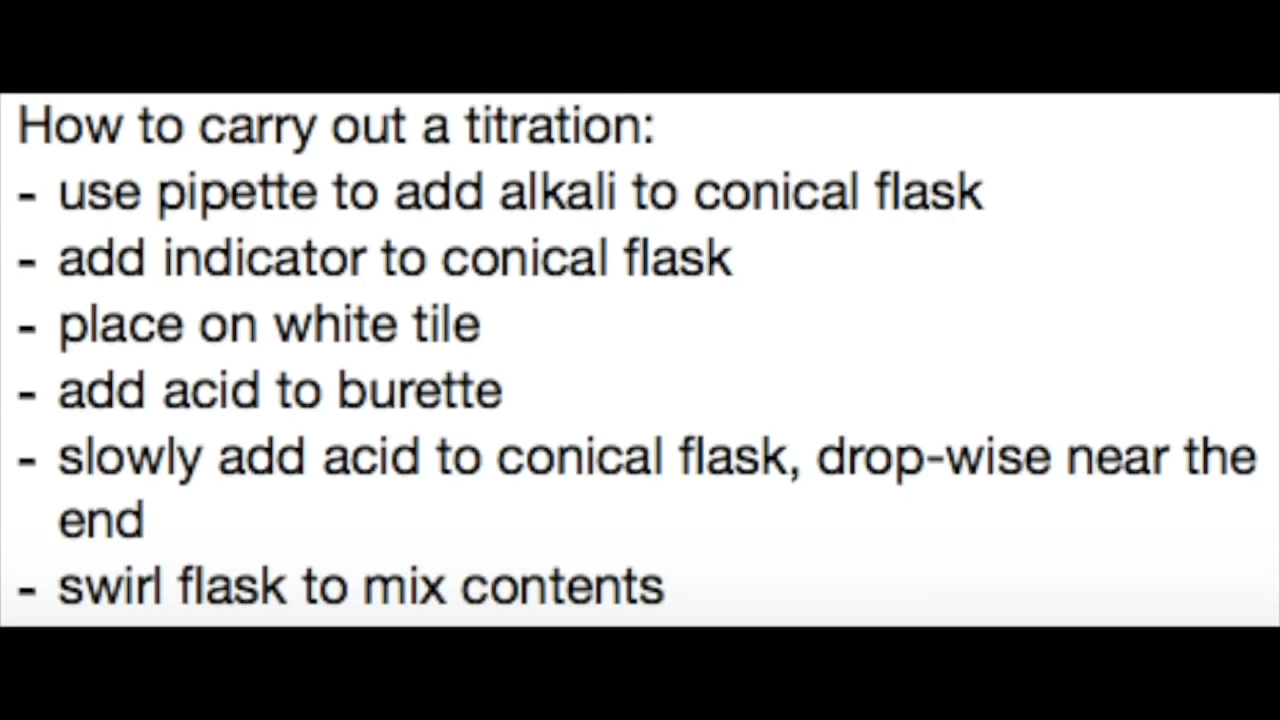 How to carry out a titration:
- use pipette to add alkali to conical flask
- add indicator to conical flask
- place on white tile
- add acid to burette
- slowly add acid to conical flask, drop-wise near the
end
- swirl flask to mix contents